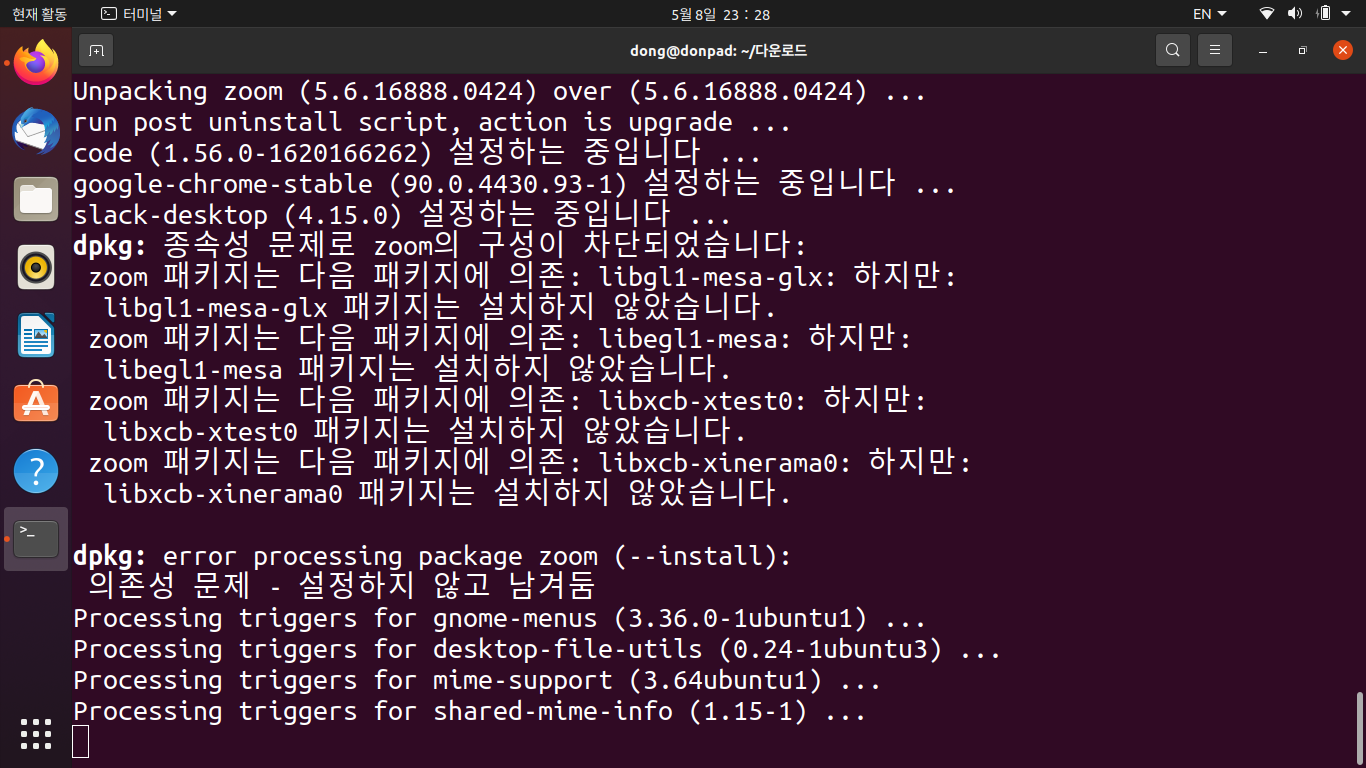 현재 활동
터미널
5월 8일 23 : 28
EN
dong@donpad: ~/다운로드
Unpacking zoom (5.6.16888.0424) over (5.6.16888.0424) ...
run post uninstall script, action is upgrade ...
code (1.56.0-1620166262) 설정하는 중입니다 ...
google-chrome-stable (90.0.4430.93-1) 설정하는 중입니다 ...
slack-desktop (4.15.0) 설정하는 중입니다 ...
dpkg: 종속성 문제로 zoom의 구성이 차단되었습니다:
 zoom 패키지는 다음 패키지에 의존: libgl1-mesa-glx: 하지만:
  libgl1-mesa-glx 패키지는 설치하지 않았습니다.
 zoom 패키지는 다음 패키지에 의존: libegl1-mesa: 하지만:
  libegl1-mesa 패키지는 설치하지 않았습니다.
 zoom 패키지는 다음 패키지에 의존: libxcb-xtest0: 하지만:
  libxcb-xtest0 패키지는 설치하지 않았습니다.
 zoom 패키지는 다음 패키지에 의존: libxcb-xinerama0: 하지만:
  libxcb-xinerama0 패키지는 설치하지 않았습니다.
dpkg: error processing package zoom (--install):
 의존성 문제 - 설정하지 않고 남겨둠
Processing triggers for gnome-menus (3.36.0-1ubuntu1) ...
Processing triggers for desktop-file-utils (0.24-1ubuntu3) ...
Processing triggers for mime-support (3.64ubuntu1) ...
Processing triggers for shared-mime-info (1.15-1) ...